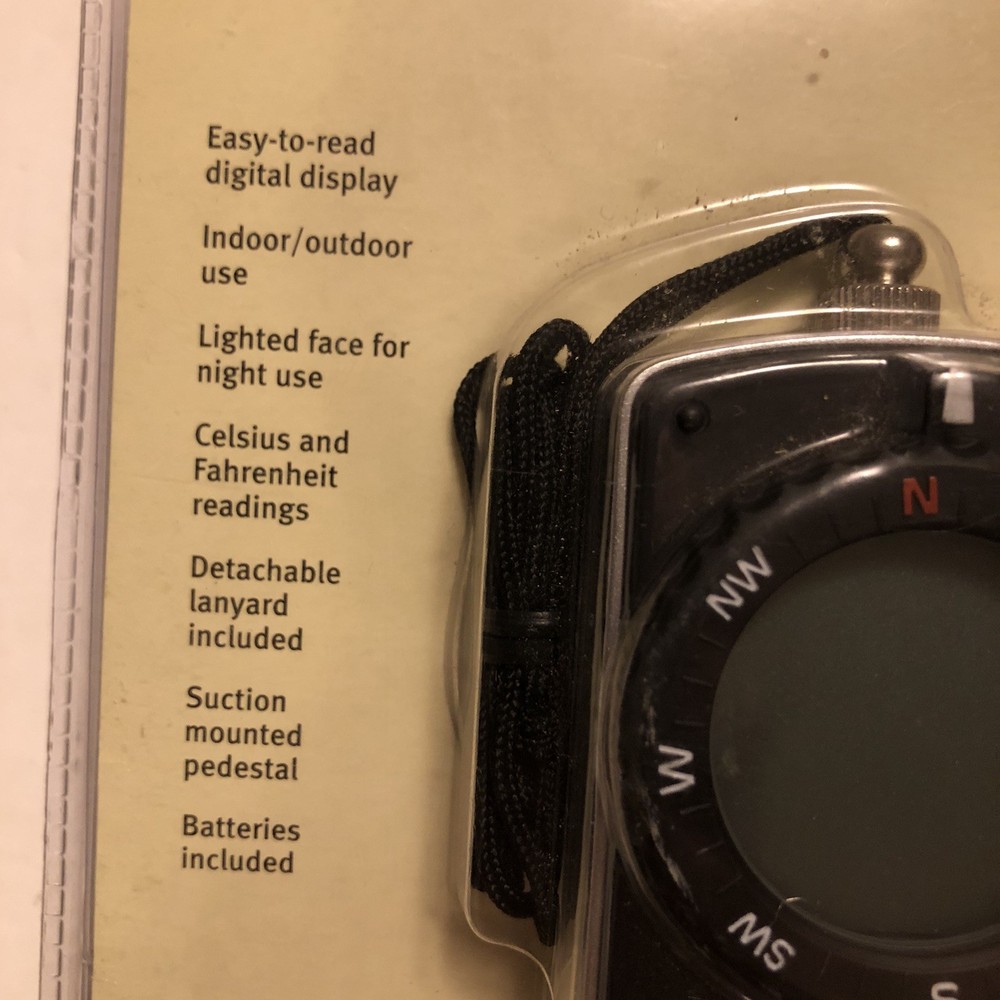 Easy-to-read
digital display
Indoor/outdoor
use
Lighted face for
night use
Celsius and
Fahrenheit
readings
Detachable
lanyard
included
Suction
mounted
pedestal
Batteries
included
N
NW
W
SW
S